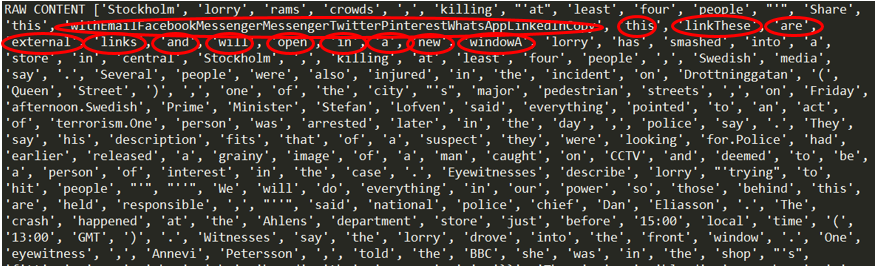 RAW CONTENT ['Stockholm', 'lorry', 'rams', 'crowds', ',', 'killing', "'at", 'least', 'four', 'people', "'", 'Share',
'this', 'withEmailFacebookMessengerMessengerTwitterPinterestWhatsAppLinkedInCopy', 'this', 'linkThese', 'are',
'external', 'links', 'and', 'will', 'open', 'in', 'a', 'new', 'windowA', 'lorry', 'has', 'smashed', 'into', 'a',
'store', 'in', 'central', 'Stockholm', ',', 'killing', 'at', 'least', 'four', 'people', ',', 'Swedish', 'media',
'say', '.', 'Several', 'people', 'were', 'also', 'injured', 'in', 'the', 'incident', 'on', 'Drottninggatan', '(',
'Queen', 'Street', ')', ',', 'one', 'of', 'the', 'city', "'s", 'major', 'pedestrian', 'streets', ',', 'on', 'Friday',
'afternoon.Swedish', 'Prime', 'Minister', 'Stefan', 'Lofven', 'said', 'everything', 'pointed', 'to', 'an', 'act',
'of', 'terrorism.One', 'person', 'was', 'arrested', 'later', 'in', 'the', 'day', ',', 'police', 'say', '.', 'They',
'say', 'his', 'description', 'fits', 'that', 'of', 'a', 'suspect', 'they', 'were', 'looking', 'for.Police', 'had',
'earlier', 'released', 'a', 'grainy', 'image', 'of', 'a', 'man', 'caught', 'on', 'CCTV', 'and', 'deemed', 'to', 'be',
'a', 'person', 'of', 'interest', 'in', 'the', 'case', '.', 'Eyewitnesses', 'describe', 'lorry', "'trying", 'to',
'hit', 'people', "'", "''", 'We', 'will', 'do', 'everything', 'in', 'our', 'power', 'so', 'those', 'behind', 'this',
'are', 'held', 'responsible', ',', "''", 'said', 'national', 'police', 'chief', 'Dan', 'Eliasson', '.', 'The',
'crash', 'happened', 'at', 'the', 'Ahlens', 'department', 'store', 'just', 'before', '15:00', 'local', 'time', '(',
'13:00', 'GMT', ')', '.', 'Witnesses', 'say', 'the', 'lorry', 'drove', 'into', 'the', 'front', 'window', '.', 'One',
'eyewitness', ',', 'Annevi', 'Petersson', ',', 'told', 'the', 'BBC', 'she', 'was', 'in', 'the', 'shop', "'s",